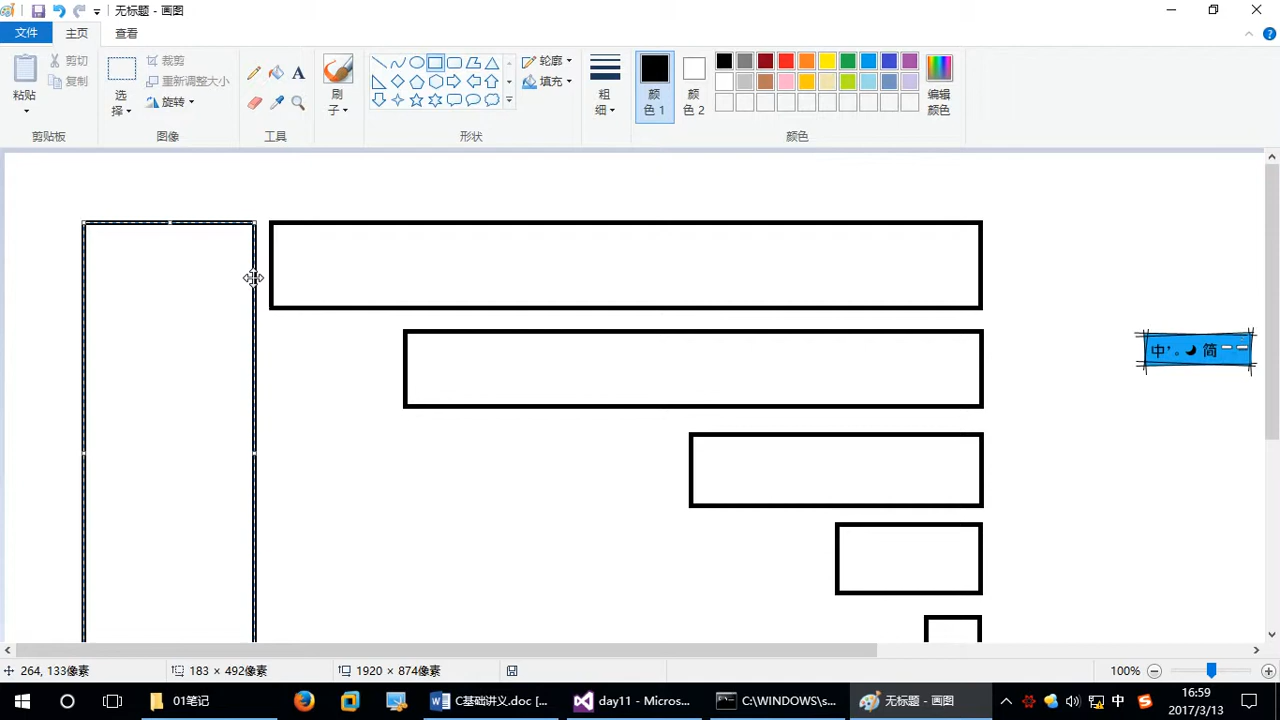 无标题 - 画图
文件
主页
查看
粘贴
剪切
复制
剪贴板
选择
裁剪
重新调整大小
旋转
图像
A
工具
刷子
形状
轮廓
填充
粗细
颜色 1
颜色 2
编辑颜色
颜色
中
简
264, 133像素
183 × 492像素
1920 × 874像素
100%
01笔记
C基础讲义.doc [...
day11 - Micros...
C:\WINDOWS\s...
无标题 - 画图
中
16:59
2017/3/13